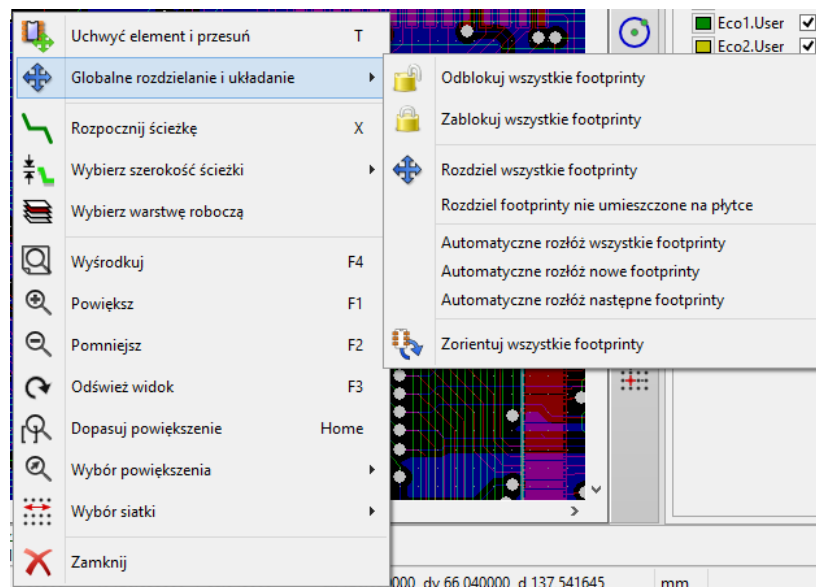 Uchwyć element i przesuń T
Globalne rozdzielanie i układanie
Rozpocznij ścieżkę X
Wybierz szerokość ścieżki
Wybierz warstwę roboczą
Wyśrodkuj F4
Powiększ F1
Pomniejsz F2
Odśwież widok F3
Dopasuj powiększenie Home
Wybór powiększenia
Wybór siatki
Zamknij
Odblokuj wszystkie footprinty
Zablokuj wszystkie footprinty
Rozdziel wszystkie footprinty
Rozdziel footprinty nie umieszczone na płytce
Automatyczne rozłóż wszystkie footprinty
Automatyczne rozłóż nowe footprinty
Automatyczne rozłóż następne footprinty
Zorientuj wszystkie footprinty
Eco1.User
Eco2.User
dy 66.040000 d 137.541645 mm